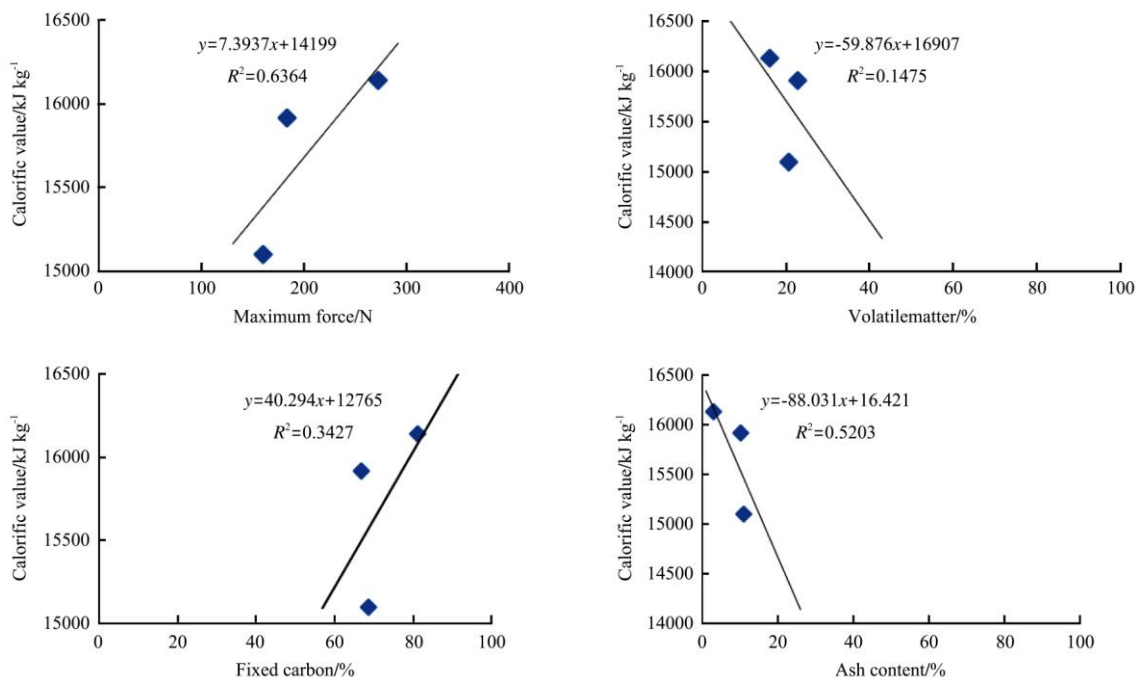 16500
16000
15500
15000
Calorific value/kJ kg-1
y=7.3937x+14199
R²=0.6364
0
100
200
300
400
Maximum force/N
16500
16000
15500
15000
14500
14000
Calorific value/kJ kg-1
y=-59.876x+16907
R²=0.1475
0
20
40
60
80
100
Volatilematter/%
16500
16000
15500
15000
Calorific value/kJ kg-1
y=40.294x+12765
R²=0.3427
0
20
40
60
80
100
Fixed carbon/%
16500
16000
15500
15000
14500
14000
Calorific value/kJ kg-1
y=-88.031x+16.421
R²=0.5203
0
20
40
60
80
100
Ash content/%